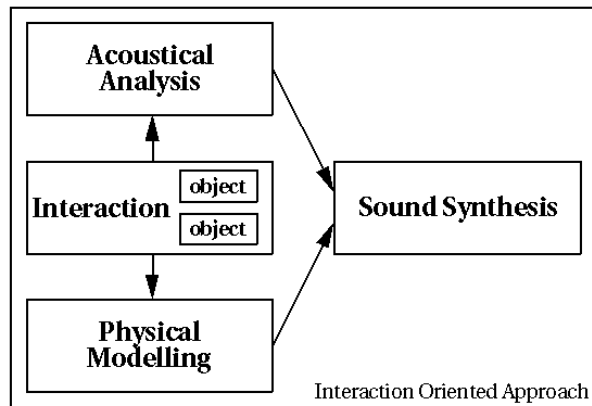 Acoustical
Analysis
Interaction
object
object
Sound Synthesis
Physical
Modelling
Interaction Oriented Approach